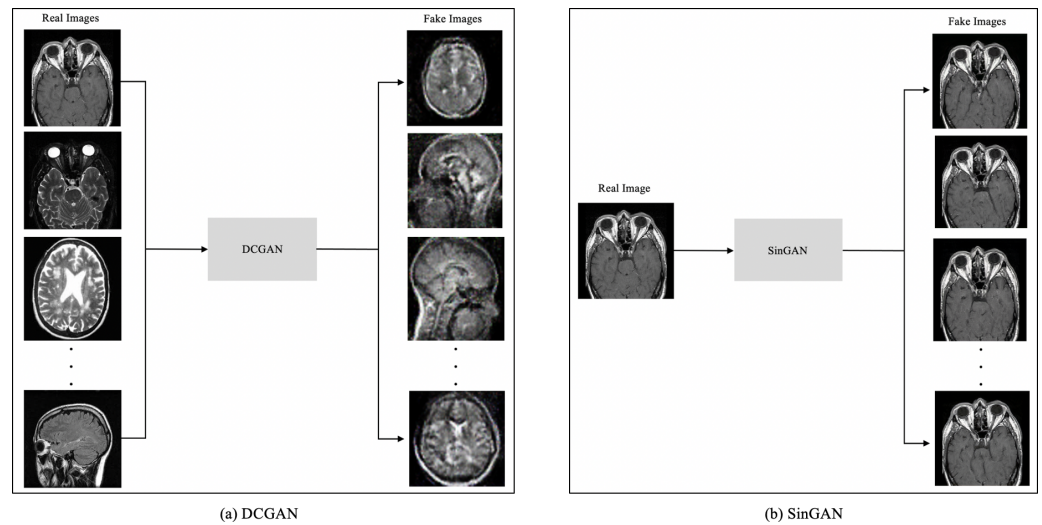 Real Images
Fake Images
DCGAN
(a) DCGAN
Real Image
SinGAN
Fake Images
(b) SinGAN